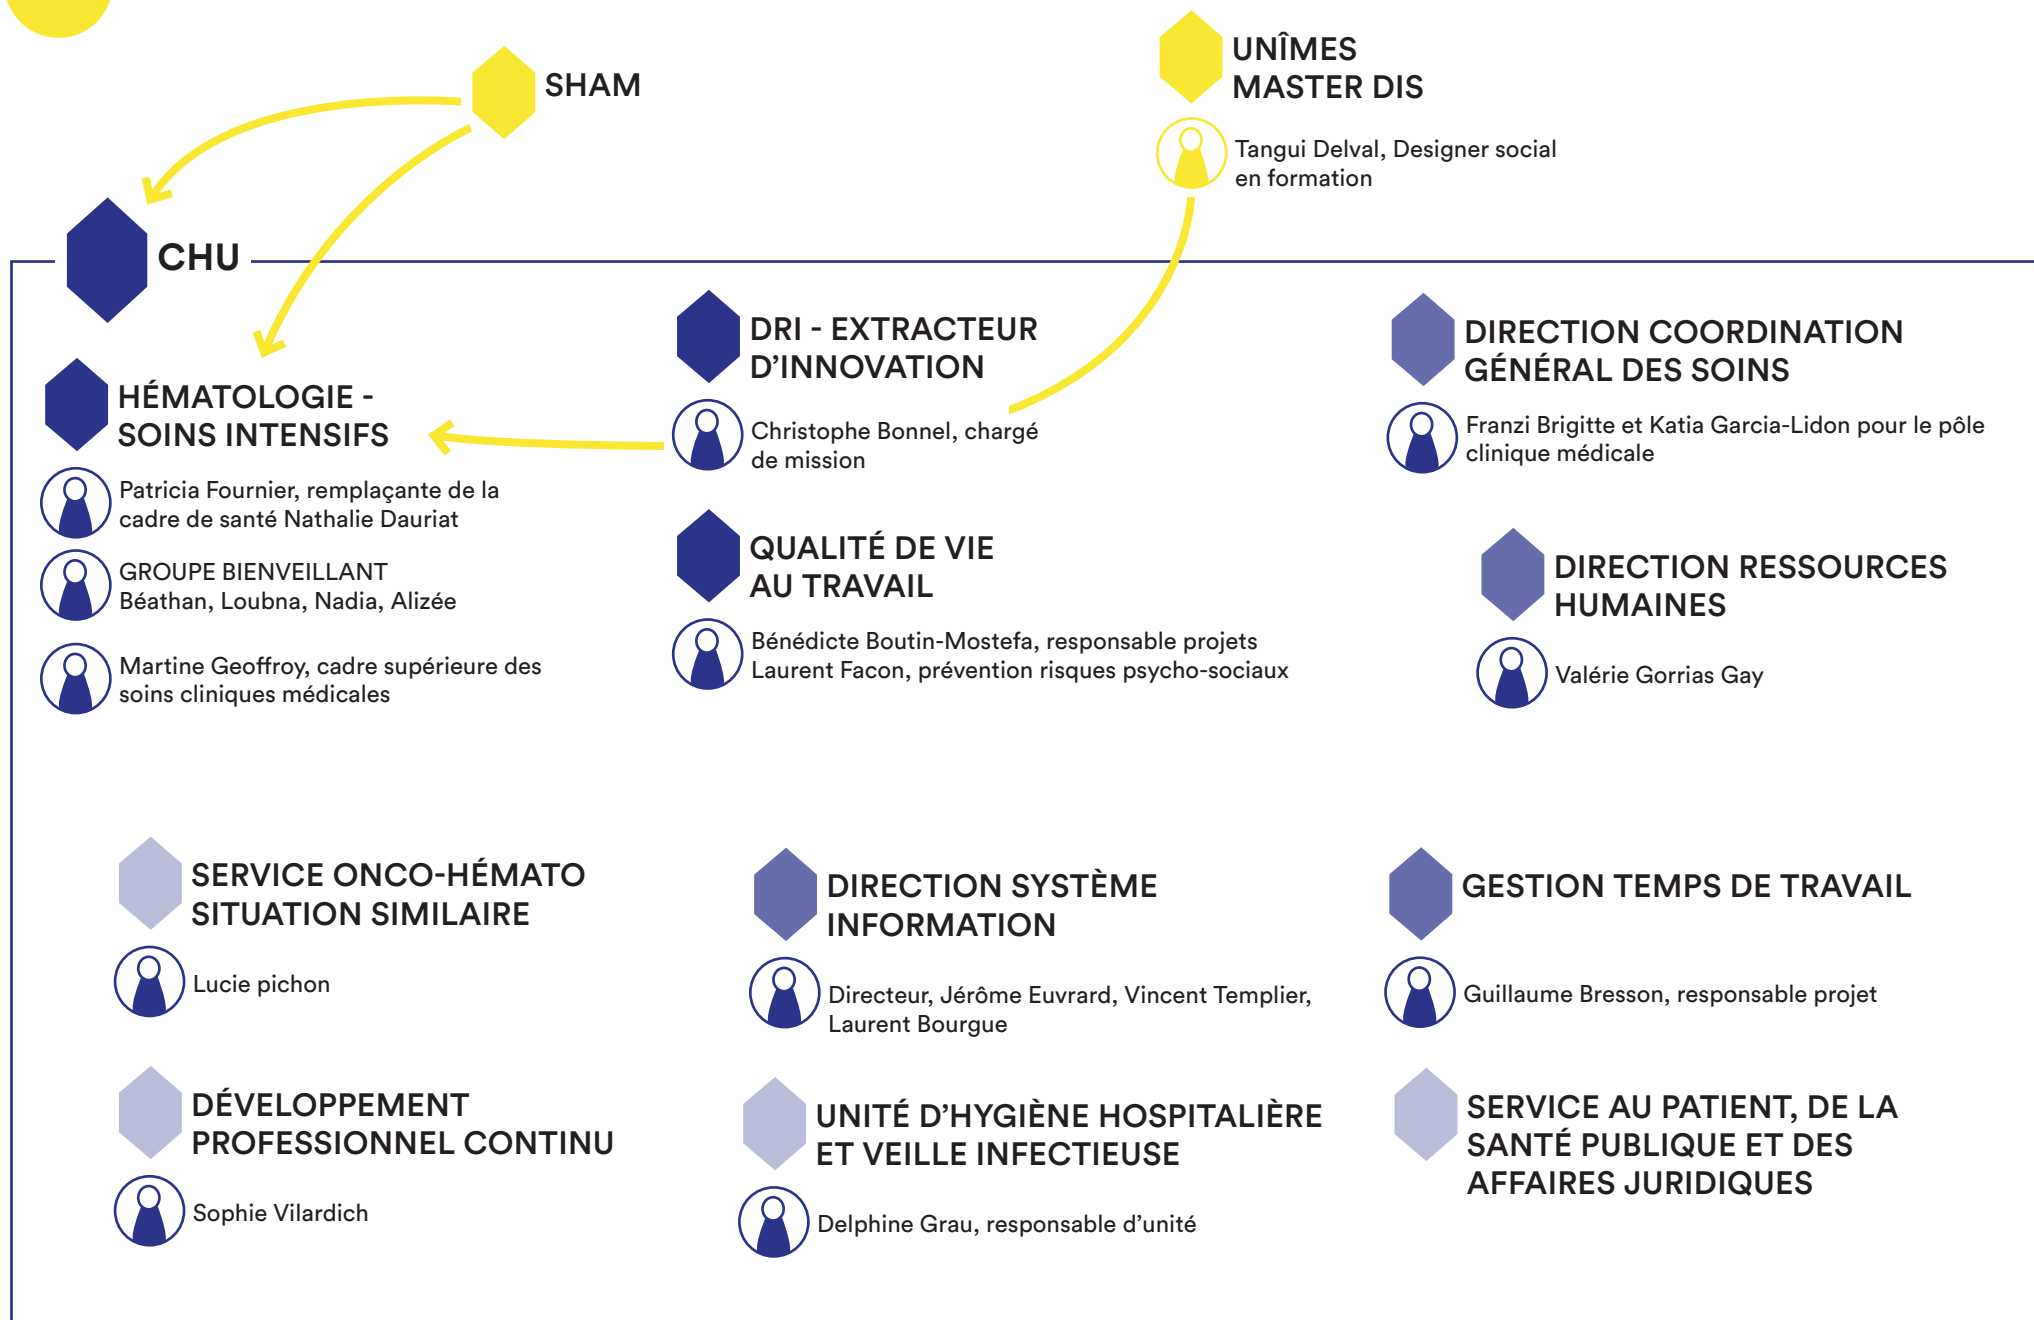 SHAM
UNÎMES
MASTER DIS
Tangui Delval, Designer social
en formation
CHU
DRI - EXTRACTEUR
D’INNOVATION
Christophe Bonnel, chargé
de mission
DIRECTION COORDINATION
GÉNÉRAL DES SOINS
Franzi Brigitte et Katia Garcia-Lidon pour le pôle
clinique médicale
HÉMATOLOGIE -
SOINS INTENSIFS
Patricia Fournier, remplaçante de la
cadre de santé Nathalie Dauriat
GROUPE BIENVEILLANT
Béathan, Loubna, Nadia, Alizée
Martine Geoffroy, cadre supérieure des
soins cliniques médicales
QUALITÉ DE VIE
AU TRAVAIL
Bénédicte Boutin-Mostefa, responsable projets
Laurent Facon, prévention risques psycho-sociaux
DIRECTION RESSOURCES
HUMAINES
Valérie Gorrias Gay
SERVICE ONCO-HÉMATO
SITUATION SIMILAIRE
Lucie pichon
DIRECTION SYSTÈME
INFORMATION
Directeur, Jérôme Euvrard, Vincent Templier,
Laurent Bourgue
GESTION TEMPS DE TRAVAIL
Guillaume Bresson, responsable projet
DÉVELOPPEMENT
PROFESSIONNEL CONTINU
Sophie Vilardich
UNITÉ D’HYGIÈNE HOSPITALIÈRE
ET VEILLE INFECTIEUSE
Delphine Grau, responsable d’unité
SERVICE AU PATIENT, DE LA
SANTÉ PUBLIQUE ET DES
AFFAIRES JURIDIQUES